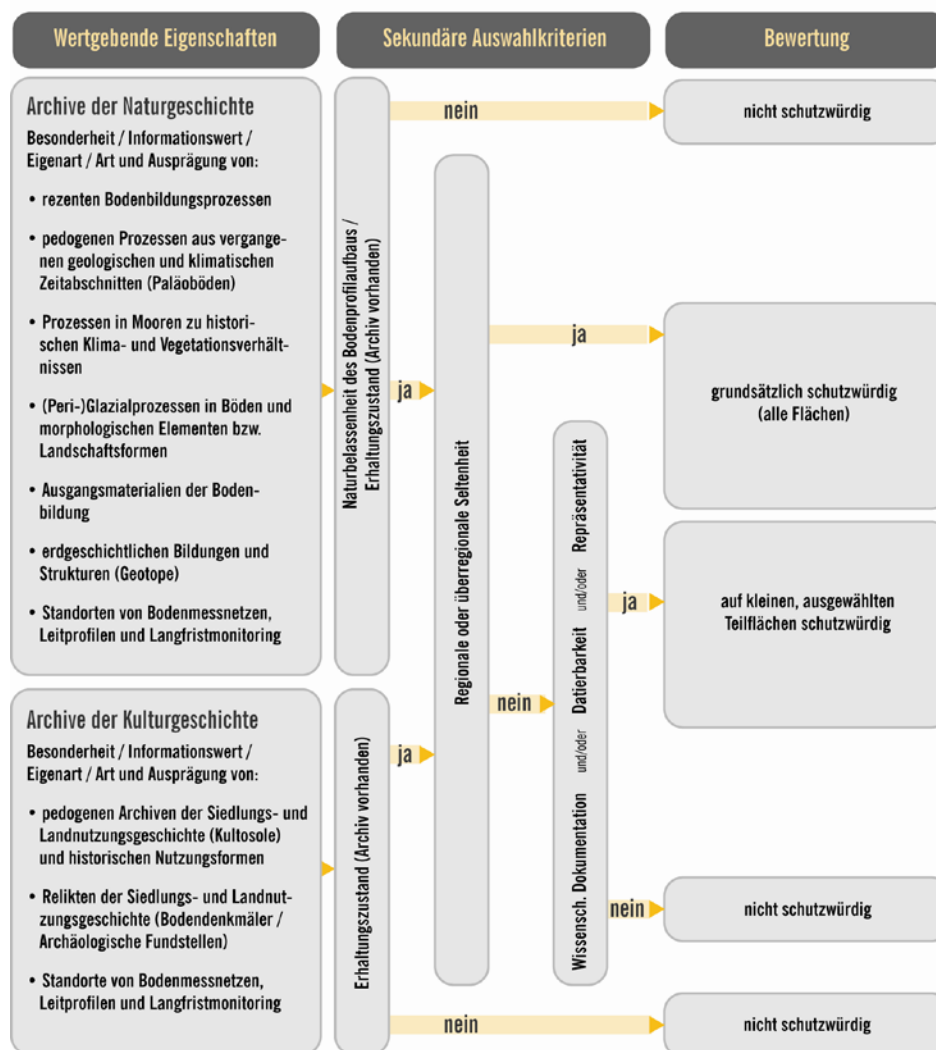 Wertgebende Eigenschaften
Sekundäre Auswahlkriterien
Bewertung
Archive der Naturgeschichte
Besonderheit / Informationswert /
Eigenart / Art und Ausprägung von:
• rezenten Bodenbildungsprozessen
• pedogenen Prozessen aus vergange-
nen geologischen und klimatischen
Zeitabschnitten (Paläoböden)
• Prozessen in Mooren zu histori-
schen Klima- und Vegetationsverhält-
nissen
• (Peri-)Glazialprozessen in Böden und
morphologischen Elementen bzw.
Landschaftsformen
• Ausgangsmaterialien der Boden-
bildung
• erdgeschichtlichen Bildungen und
Strukturen (Geotope)
• Standorten von Bodenmessnetzen,
Leitprofilen und Langfristmonitoring
Archive der Kulturgeschichte
Besonderheit / Informationswert /
Eigenart / Art und Ausprägung von:
• pedogenen Archiven der Siedlungs- und
Landnutzungsgeschichte (Kultosole)
und historischen Nutzungsformen
• Relikten der Siedlungs- und Landnut-
zungsgeschichte (Bodendenkmäler /
Archäologische Fundstellen)
• Standorte von Bodenmessnetzen,
Leitprofilen und Langfristmonitoring
Naturbelassenheit des Bodenprofilaufbaus /
Erhaltungszustand (Archiv vorhanden)
Erhaltungszustand (Archiv vorhanden)
nein
ja
ja
nein
Regionale oder überregionale Seltenheit
ja
nein
Wissensch. Dokumentation und/oder Datierbarkeit und/oder Repräsentativität
ja
nein
nicht schutzwürdig
grundsätzlich schutzwürdig
(alle Flächen)
auf kleinen, ausgewählten
Teilflächen schutzwürdig
nicht schutzwürdig
nicht schutzwürdig